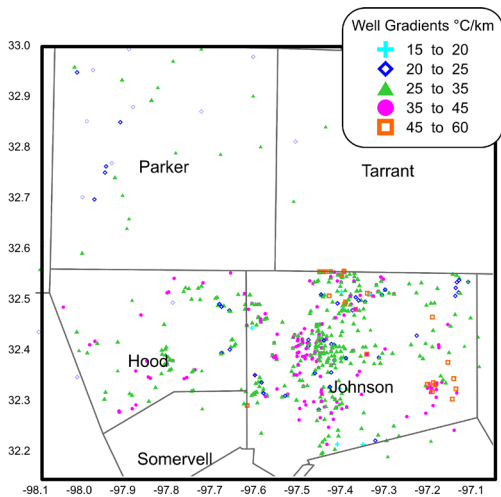 Well Gradients °C/km
15 to 20
20 to 25
25 to 35
35 to 45
45 to 60
33.0
32.9
32.8
32.7
32.6
32.5
32.4
32.3
32.2
Parker
Tarrant
Hood
Johnson
Somervell
-98.1 -98.0 -97.9 -97.8 -97.7 -97.6 -97.5 -97.4 -97.3 -97.2 -97.1